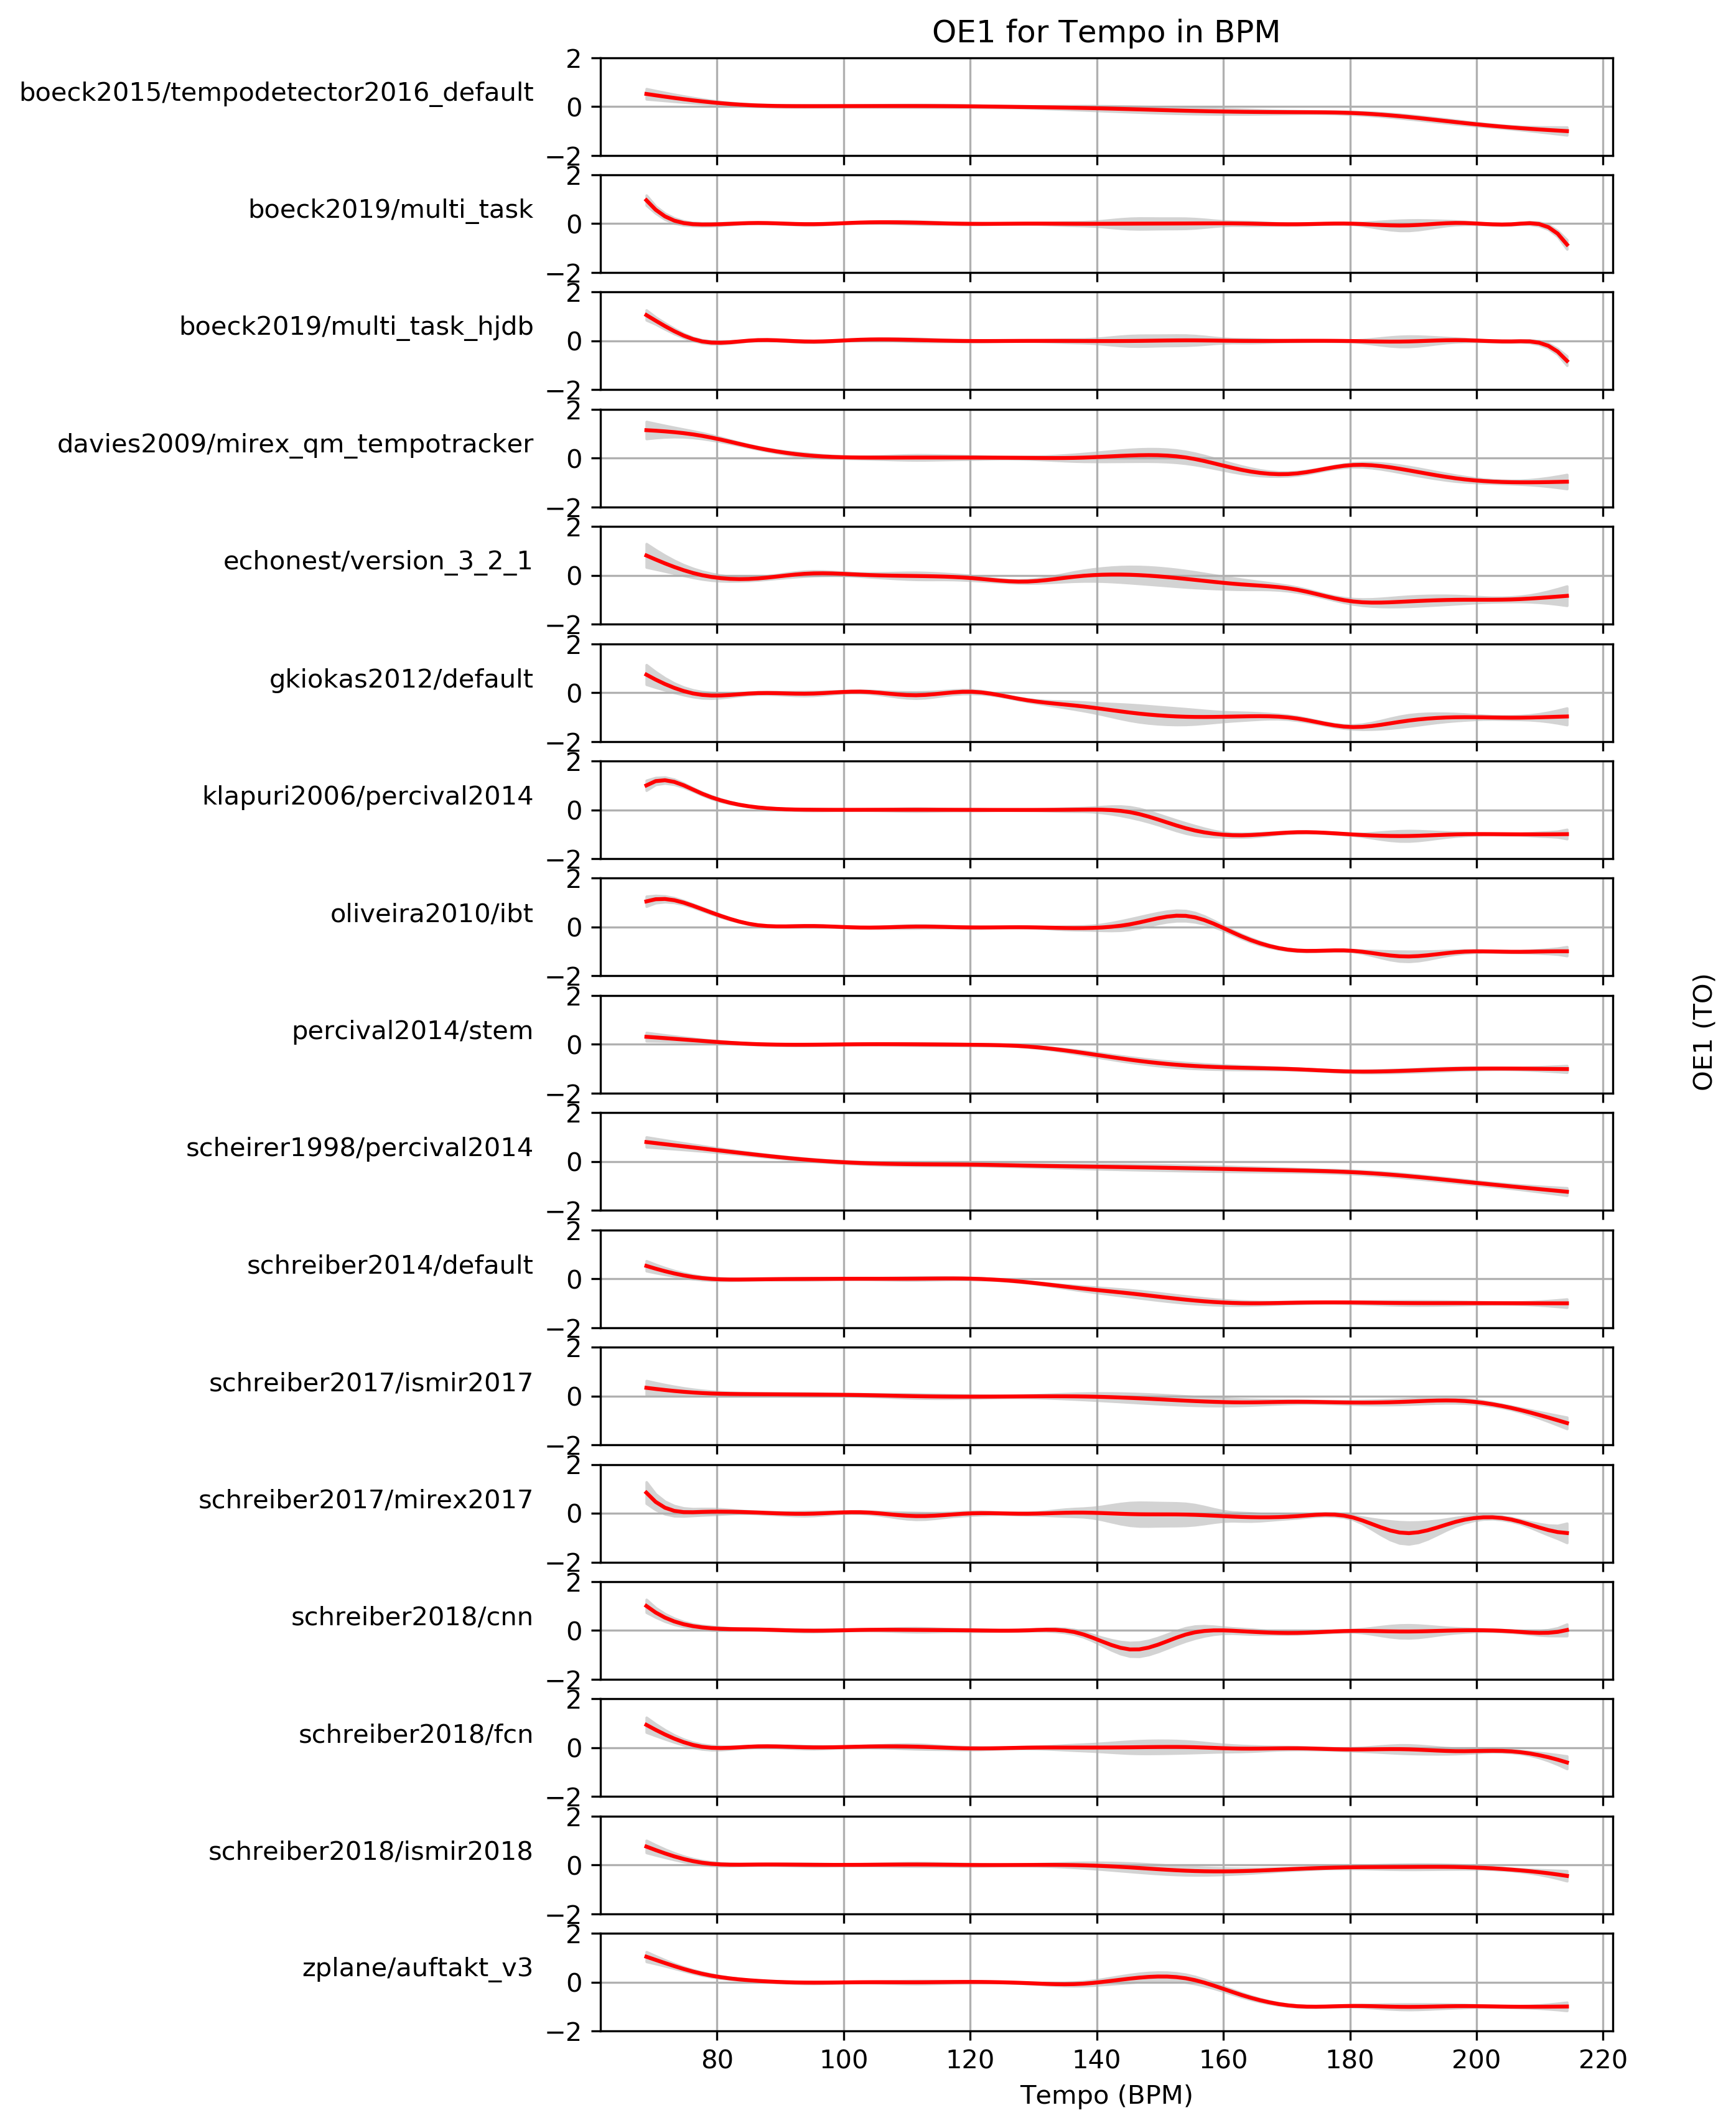 OE1 for Tempo in BPM
2
boeck2015/tempodetector2016_default
0
−2
2
boeck2019/multi_task
0
−2
2
boeck2019/multi_task_hjdb
0
−2
2
davies2009/mirex_qm_tempotracker
0
−2
2
echonest/version_3_2_1
0
−2
2
gkiokas2012/default
0
−2
2
klapuri2006/percival2014
0
−2
2
oliveira2010/ibt
0
−2
2
percival2014/stem
0
−2
2
scheirer1998/percival2014
0
−2
2
schreiber2014/default
0
−2
2
schreiber2017/ismir2017
0
−2
2
schreiber2017/mirex2017
0
−2
2
schreiber2018/cnn
0
−2
2
schreiber2018/fcn
0
−2
2
schreiber2018/ismir2018
0
−2
2
zplane/auftakt_v3
0
−2
80 100 120 140 160 180 200 220
Tempo (BPM)
OE1 (TO)